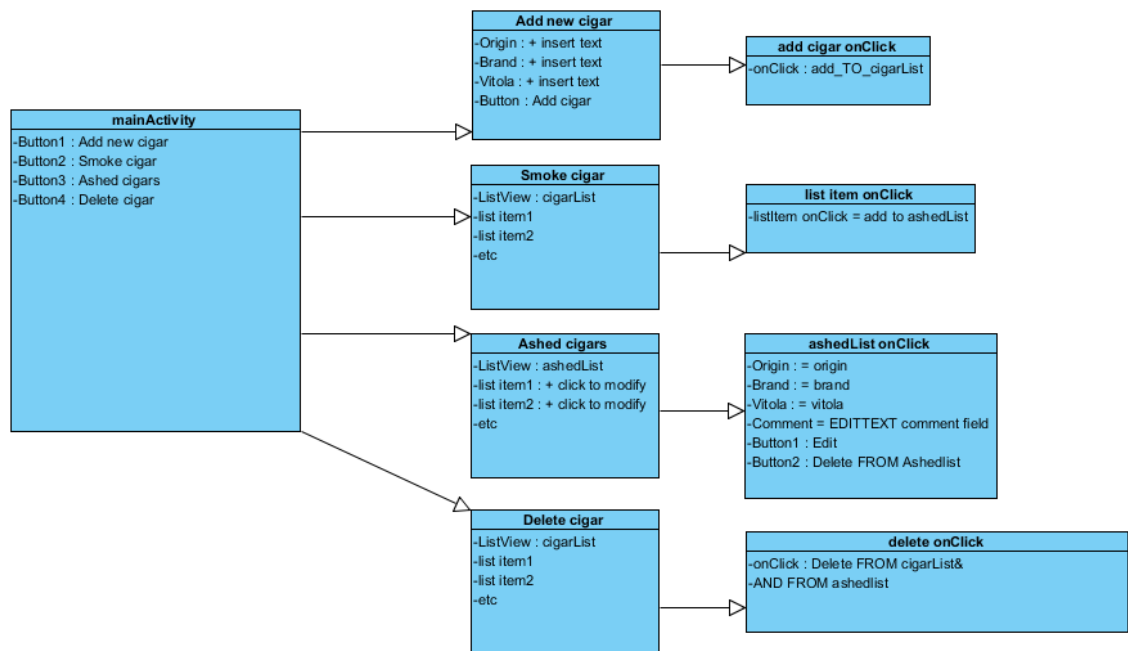 mainActivity
-Button1 : Add new cigar
-Button2 : Smoke cigar
-Button3 : Ashed cigars
-Button4 : Delete cigar
Add new cigar
-Origin : + insert text
-Brand : + insert text
-Vitola : + insert text
-Button : Add cigar
add cigar onClick
-onClick : add_TO_cigarList
Smoke cigar
-ListView : cigarList
-list item1
-list item2
-etc
list item onClick
-listItem onClick = add to ashedList
Ashed cigars
-ListView : ashedList
-list item1 : + click to modify
-list item2 : + click to modify
-etc
ashedList onClick
-Origin : = origin
-Brand : = brand
-Vitola : = vitola
-Comment = EDITTEXT comment field
-Button1 : Edit
-Button2 : Delete FROM Ashedlist
Delete cigar
-ListView : cigarList
-list item1
-list item2
-etc
delete onClick
-onClick : Delete FROM cigarList&
-AND FROM ashedlist